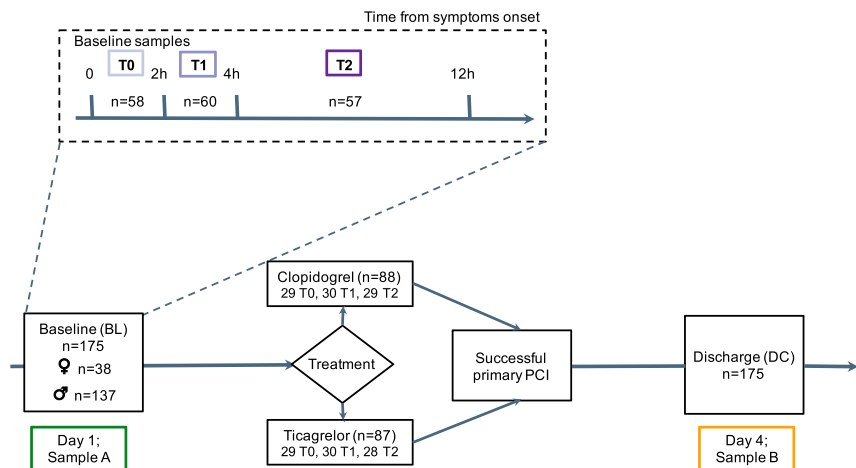 Time from symptoms onset
Baseline samples
T0 T1 T2
0 2h 4h 12h
n=58 n=60 n=57
Clopidogrel (n=88)
29 T0, 30 T1, 29 T2
Baseline (BL)
n=175
♀ n=38
♂ n=137
Treatment
Successful
primary PCI
Discharge (DC)
n=175
Ticagrelor (n=87)
29 T0, 30 T1, 28 T2
Day 1;
Sample A
Day 4;
Sample B